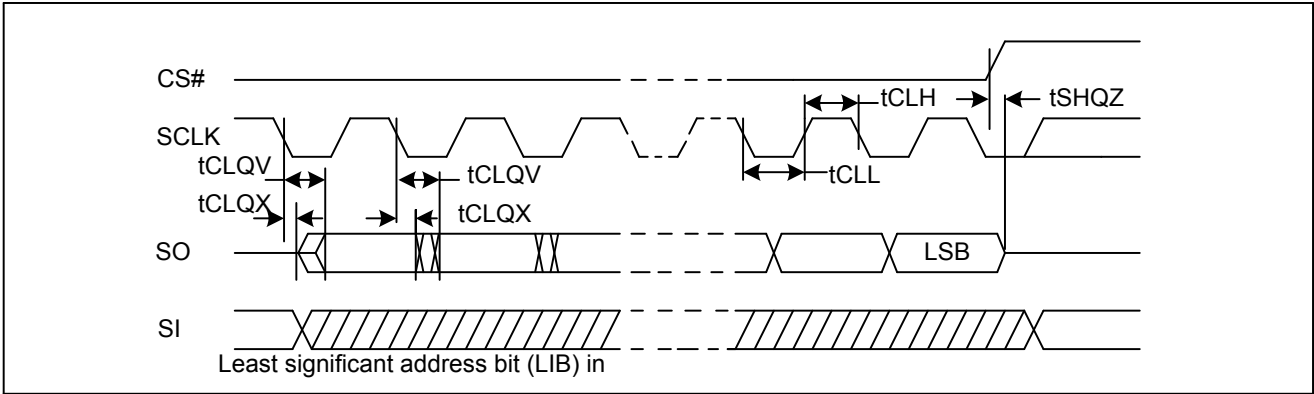 CS#
tCLH
tSHQZ
SCLK
tCLQV
tCLQV
tCLL
tCLQX
tCLQX
SO
LSB
SI
Least significant address bit (LIB) in